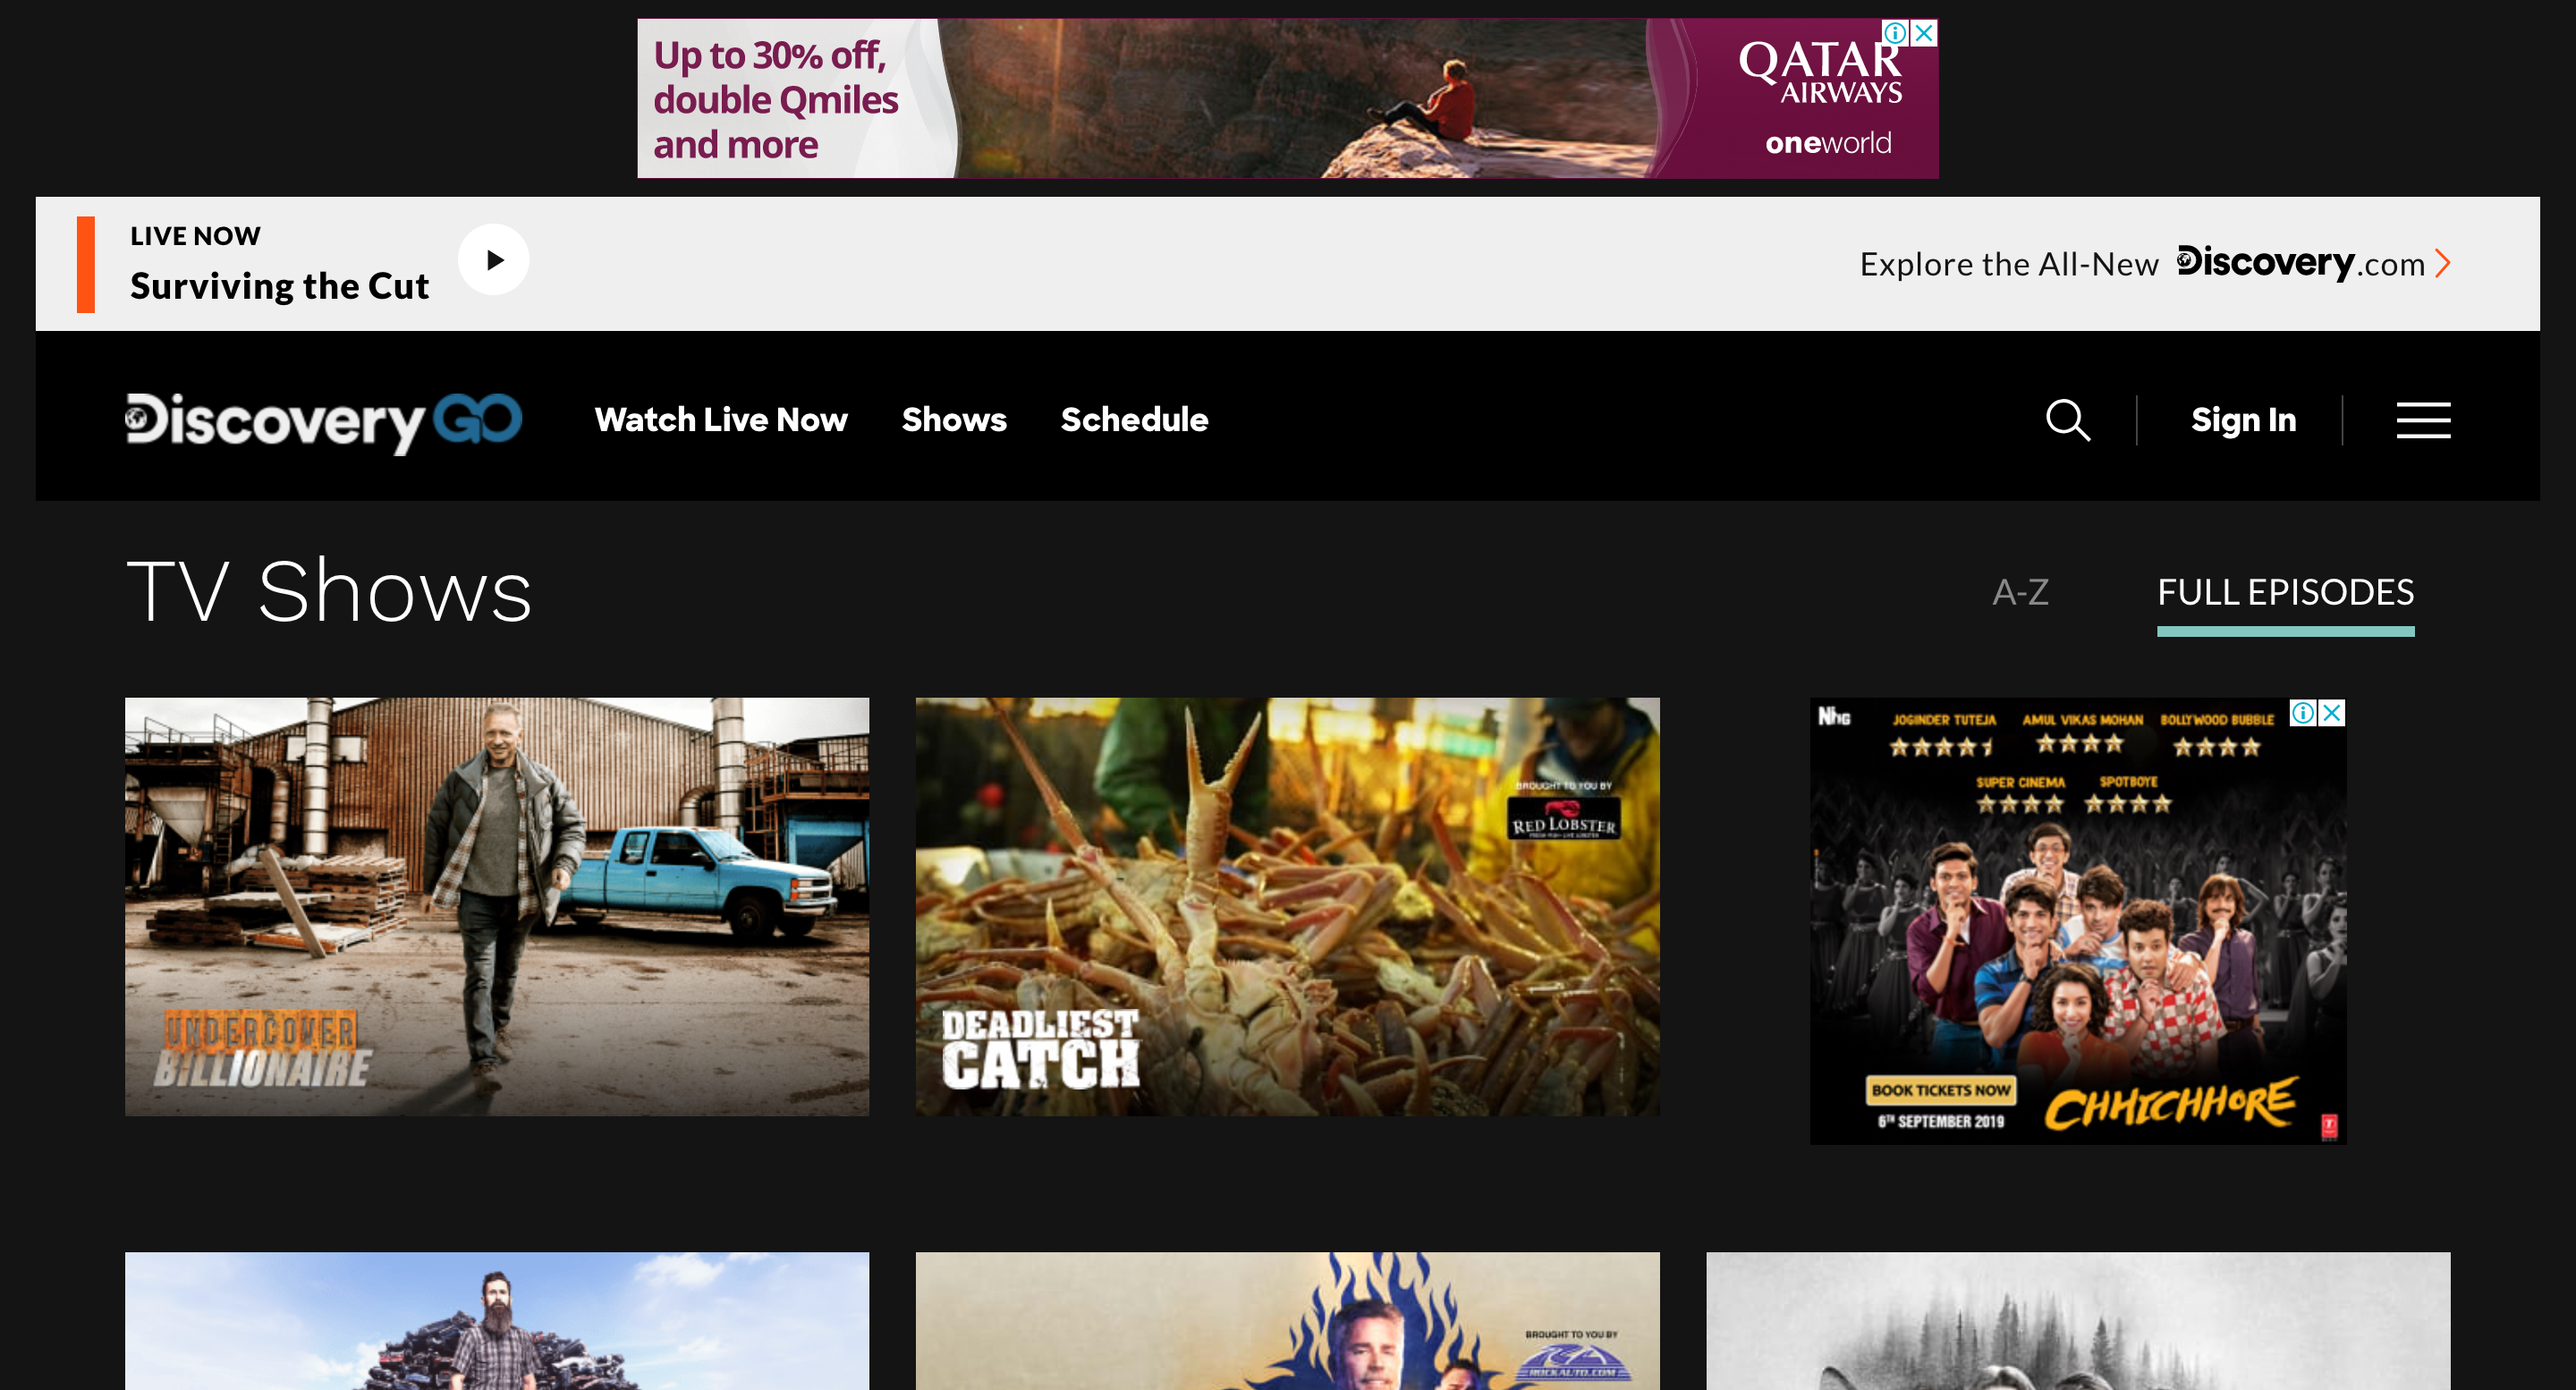 Up to 30% off,
double Qmiles
and more
QATAR
AIRWAYS
oneworld
LIVE NOW
Surviving the Cut
Explore the All-New Discovery.com
Discovery GO
Watch Live Now
Shows
Schedule
Sign In
TV Shows
A-Z
FULL EPISODES
UNDERCOVER
BILLIONAIRE
BROUGHT TO YOU BY
RED LOBSTER
DEADLIEST
CATCH
JOGINDER TUTEJA
AMUL VIKAS MOHAN
BOLLYWOOD BUBBLE
SUPER CINEMA
SPOTBOYE
BOOK TICKETS NOW
6TH SEPTEMBER 2019
CHHICHHORE
BROUGHT TO YOU BY
ROCKAUTO.COM